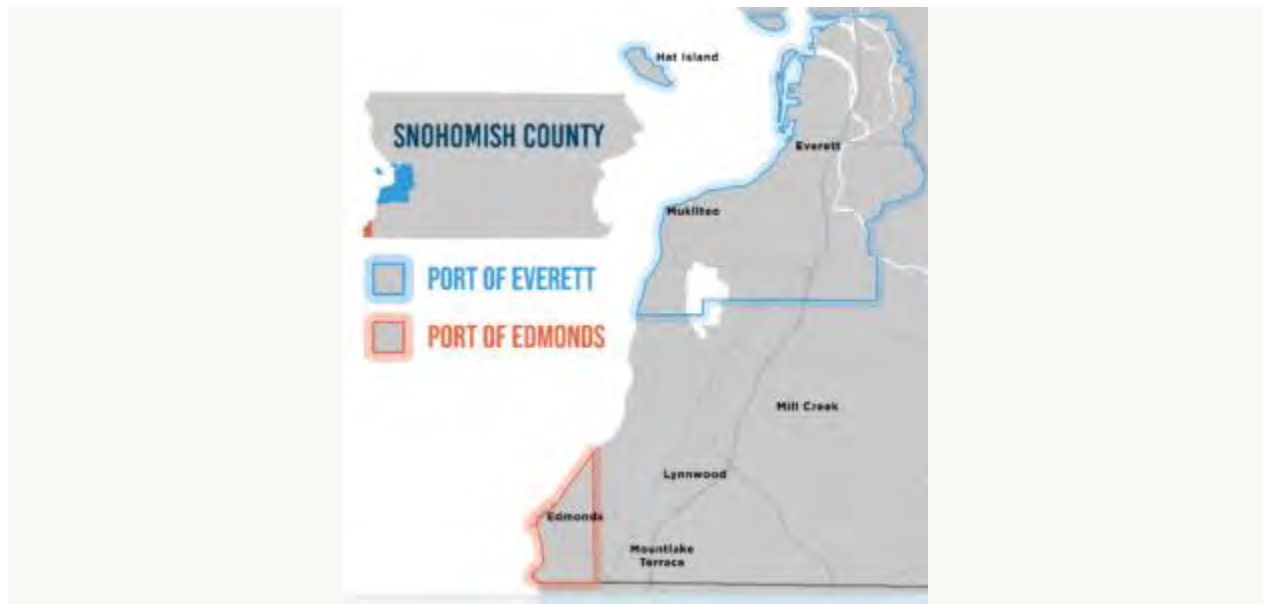 Hat Island
SNOHOMISH COUNTY
Everett
Mukilteo
PORT OF EVERETT
PORT OF EDMONDS
Mill Creek
Lynnwood
Edmonds
Mountlake
Terrace